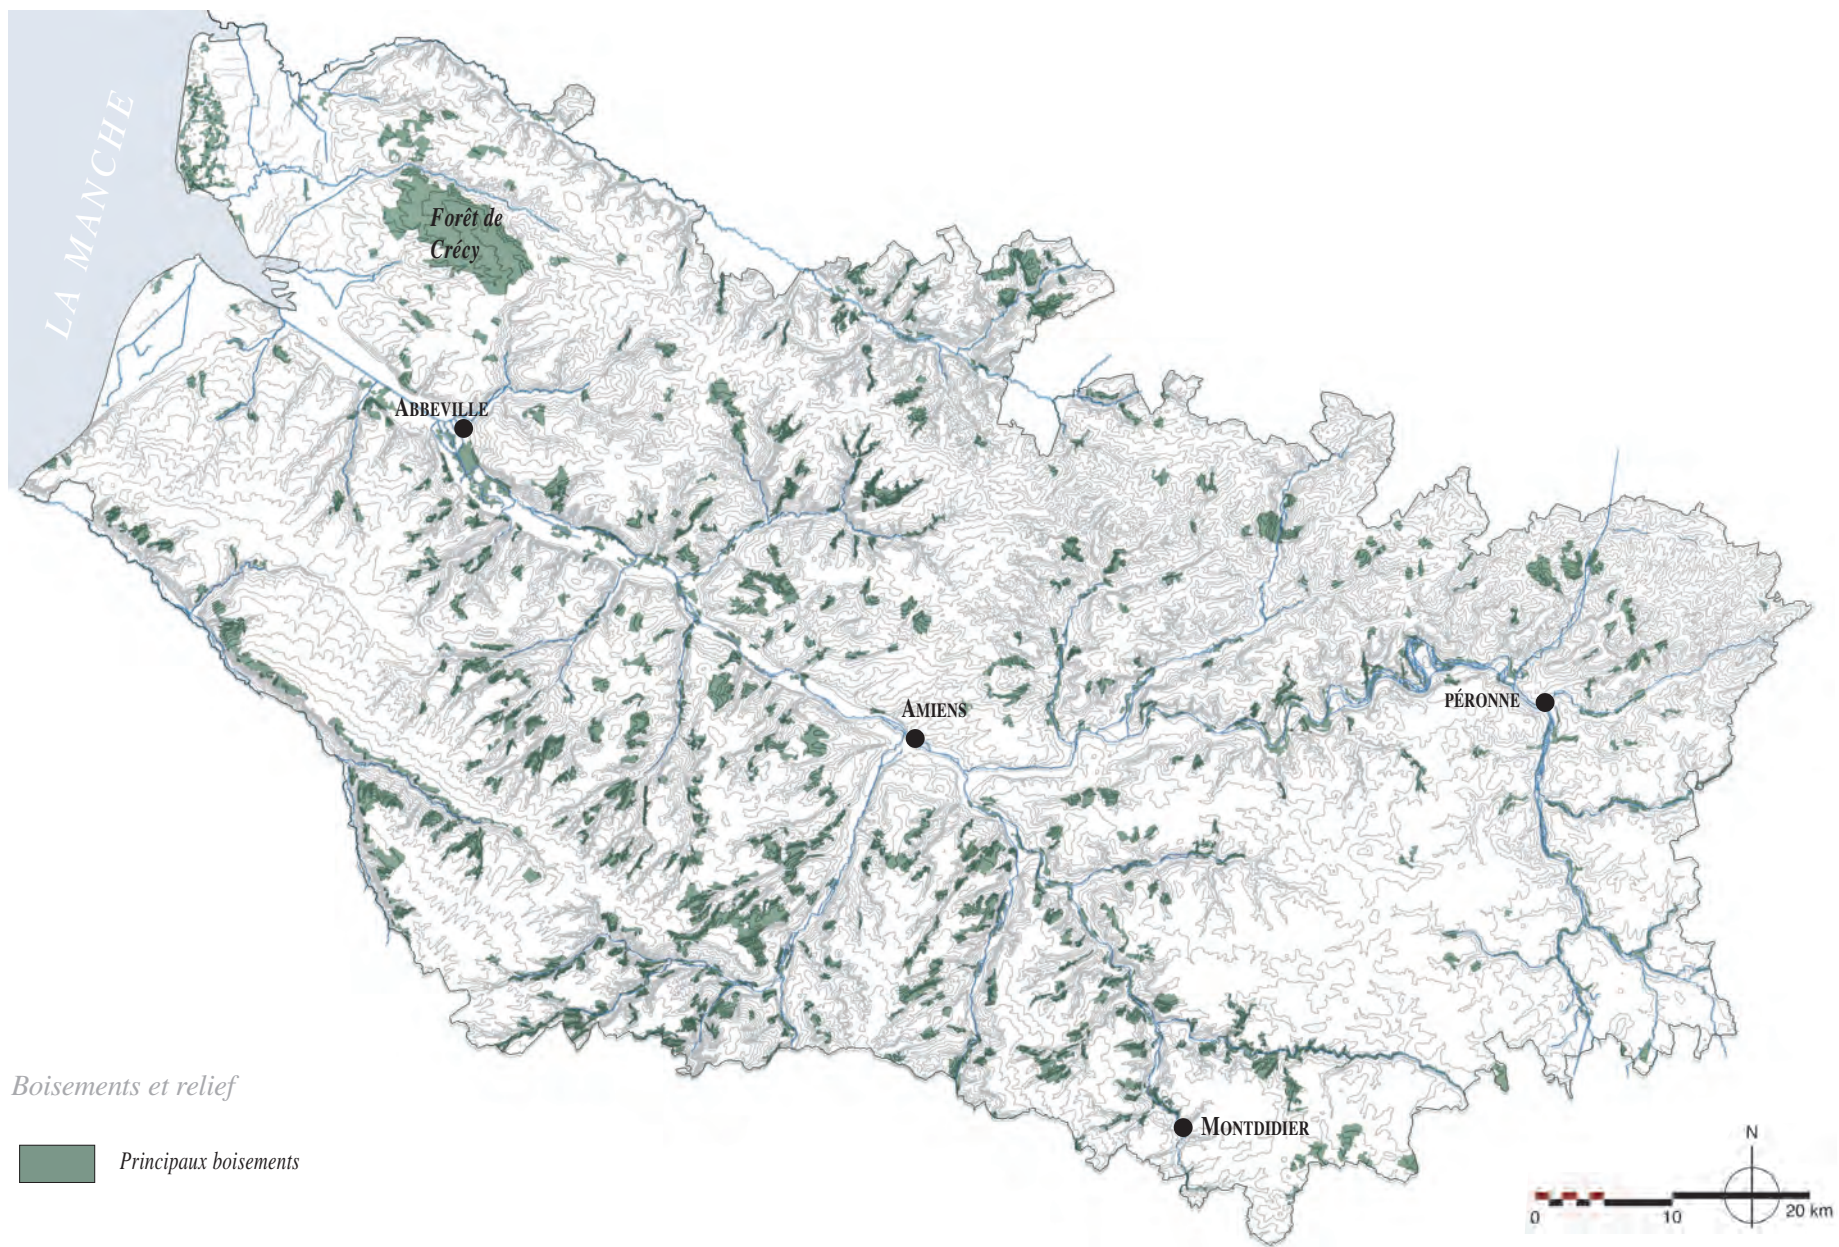 LA MANCHE
Forêt de
Crécy
ABBEVILLE
AMIENS
PÉRONNE
Boisements et relief
MONTDIDIER
Principaux boisements
N
0 10 20 km